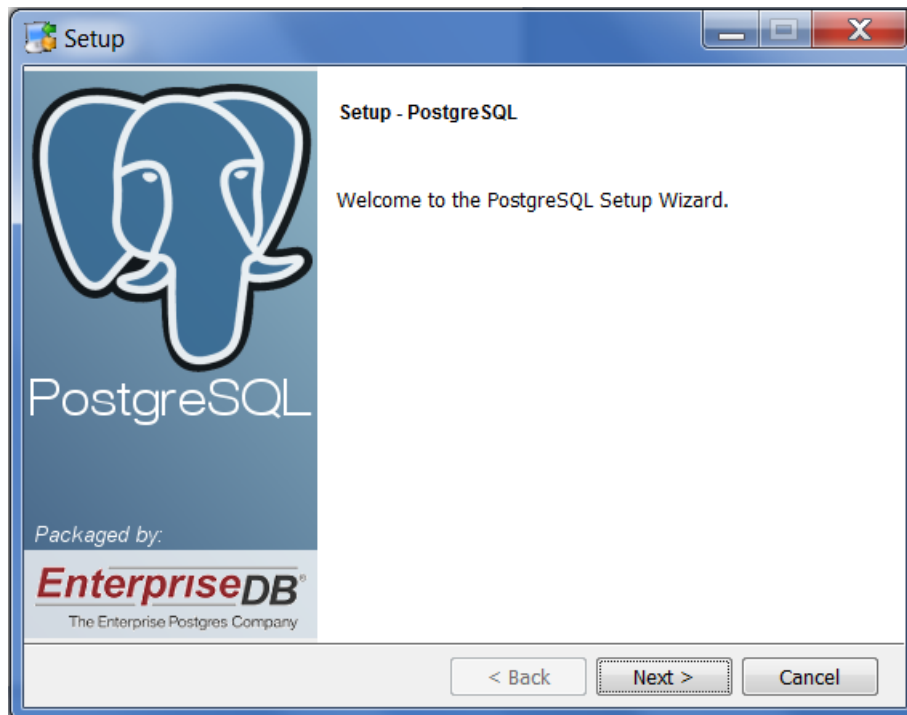 Setup
Setup - PostgreSQL
Welcome to the PostgreSQL Setup Wizard.
PostgreSQL
Packaged by:
EnterpriseDB®
The Enterprise Postgres Company
< Back Next > Cancel